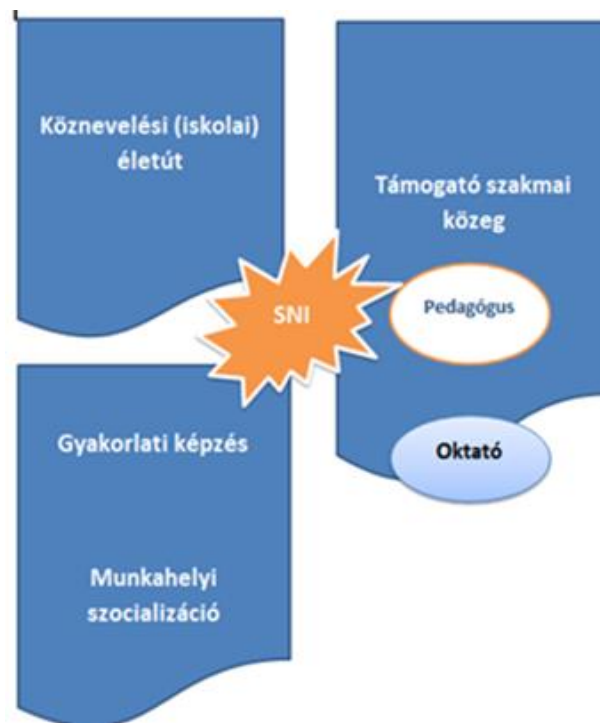 Köznevelési (iskolai)
életút
Támogató szakmai
közeg
SNI
Pedagógus
Gyakorlati képzés
Oktató
Munkahelyi
szocializáció